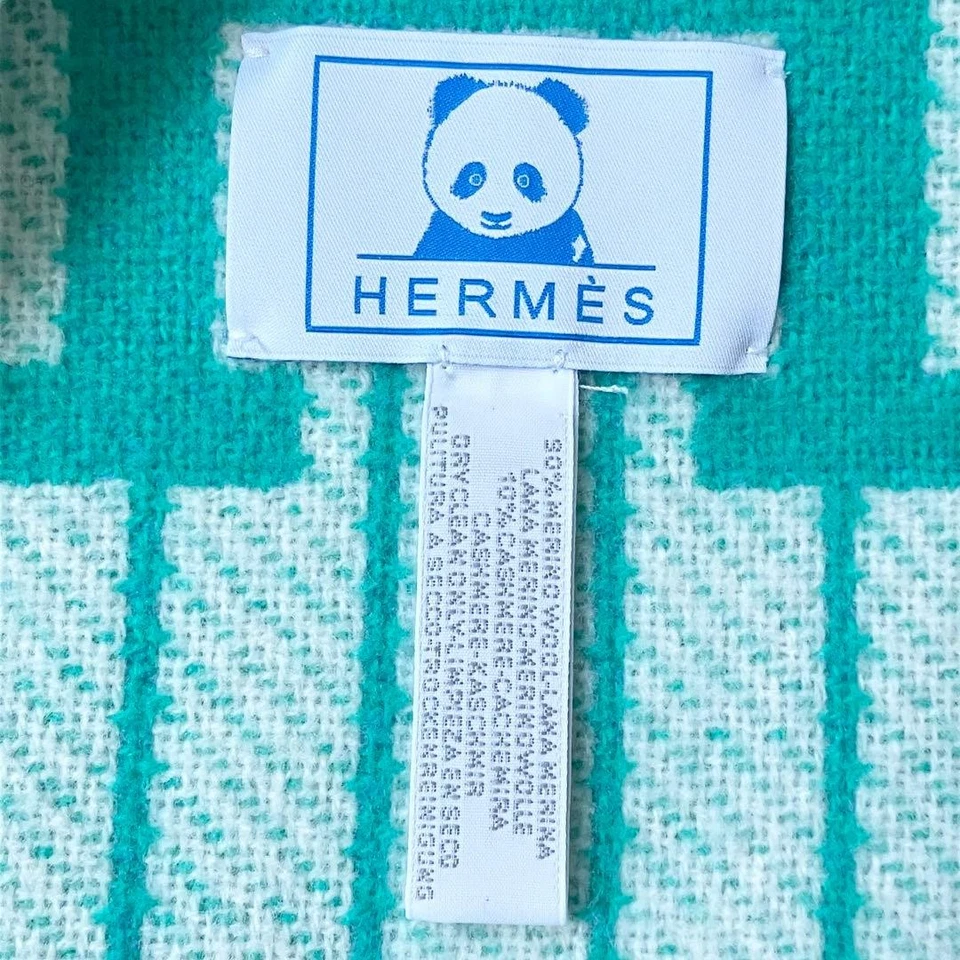 HERMÈS
90% MERINO WOOL-LANA MERINA
LANA MERINO-MERINOWOLLE
10% CASHMERE-CACHEMIRA
CASHMERE-KASCHMIR
DRY CLEAN ONLY-LIMPIEZA EN SECO
PULITURA A SECCO-TROCKENREINIGUNG